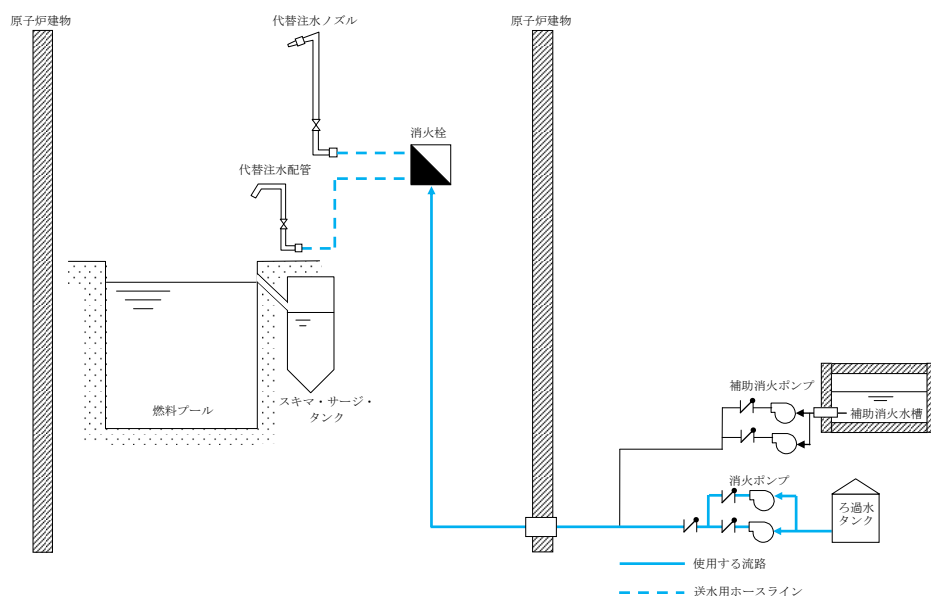 原子炉建物
代替注水ノズル
原子炉建物
消火栓
代替注水配管
燃料プール
スキマ・サージ・
タンク
補助消火ポンプ
補助消火水槽
消火ポンプ
ろ過水
タンク
使用する流路
送水用ホースライン